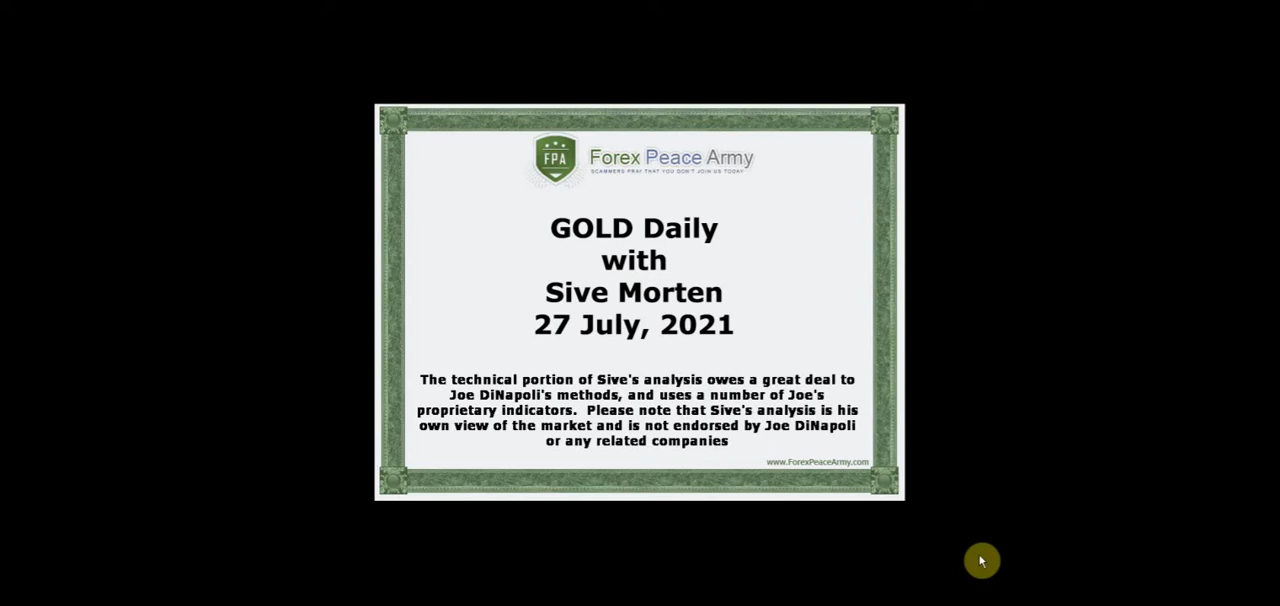 FPA
Forex Peace Army
SCAMMERS PRAY THAT YOU DON'T JOIN US TODAY
GOLD Daily
with
Sive Morten
27 July, 2021
The technical portion of Sive's analysis owes a great deal to
Joe DiNapoli's methods, and uses a number of Joe's
proprietary indicators.  Please note that Sive's analysis is his
own view of the market and is not endorsed by Joe DiNapoli
or any related companies
www.ForexPeaceArmy.com